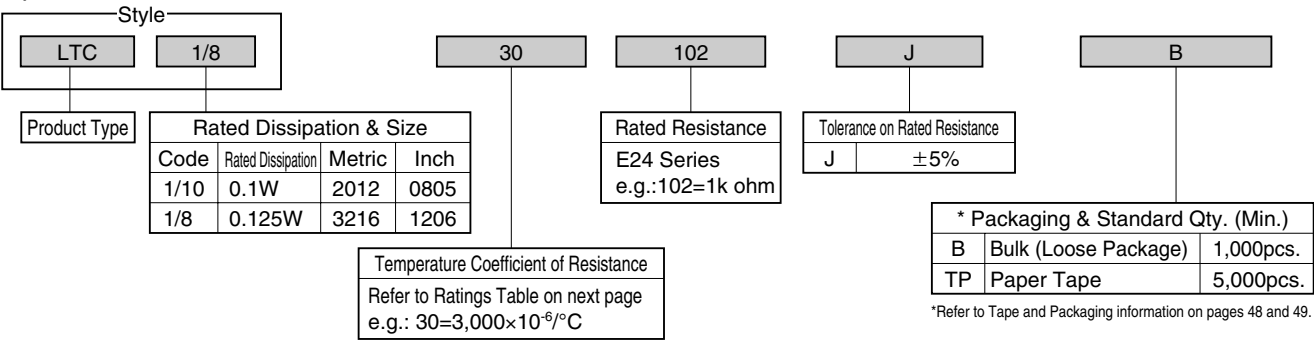 Style
LTC 1/8 30 102 J B
Product Type
Rated Dissipation & Size
Code Rated Dissipation Metric Inch
1/10 0.1W 2012 0805
1/8 0.125W 3216 1206
Temperature Coefficient of Resistance
Refer to Ratings Table on next page
e.g.: 30=3,000×10⁻⁶/°C
Rated Resistance
E24 Series
e.g.:102=1k ohm
Tolerance on Rated Resistance
J ±5%
* Packaging & Standard Qty. (Min.)
B Bulk (Loose Package) 1,000pcs.
TP Paper Tape 5,000pcs.
*Refer to Tape and Packaging information on pages 48 and 49.